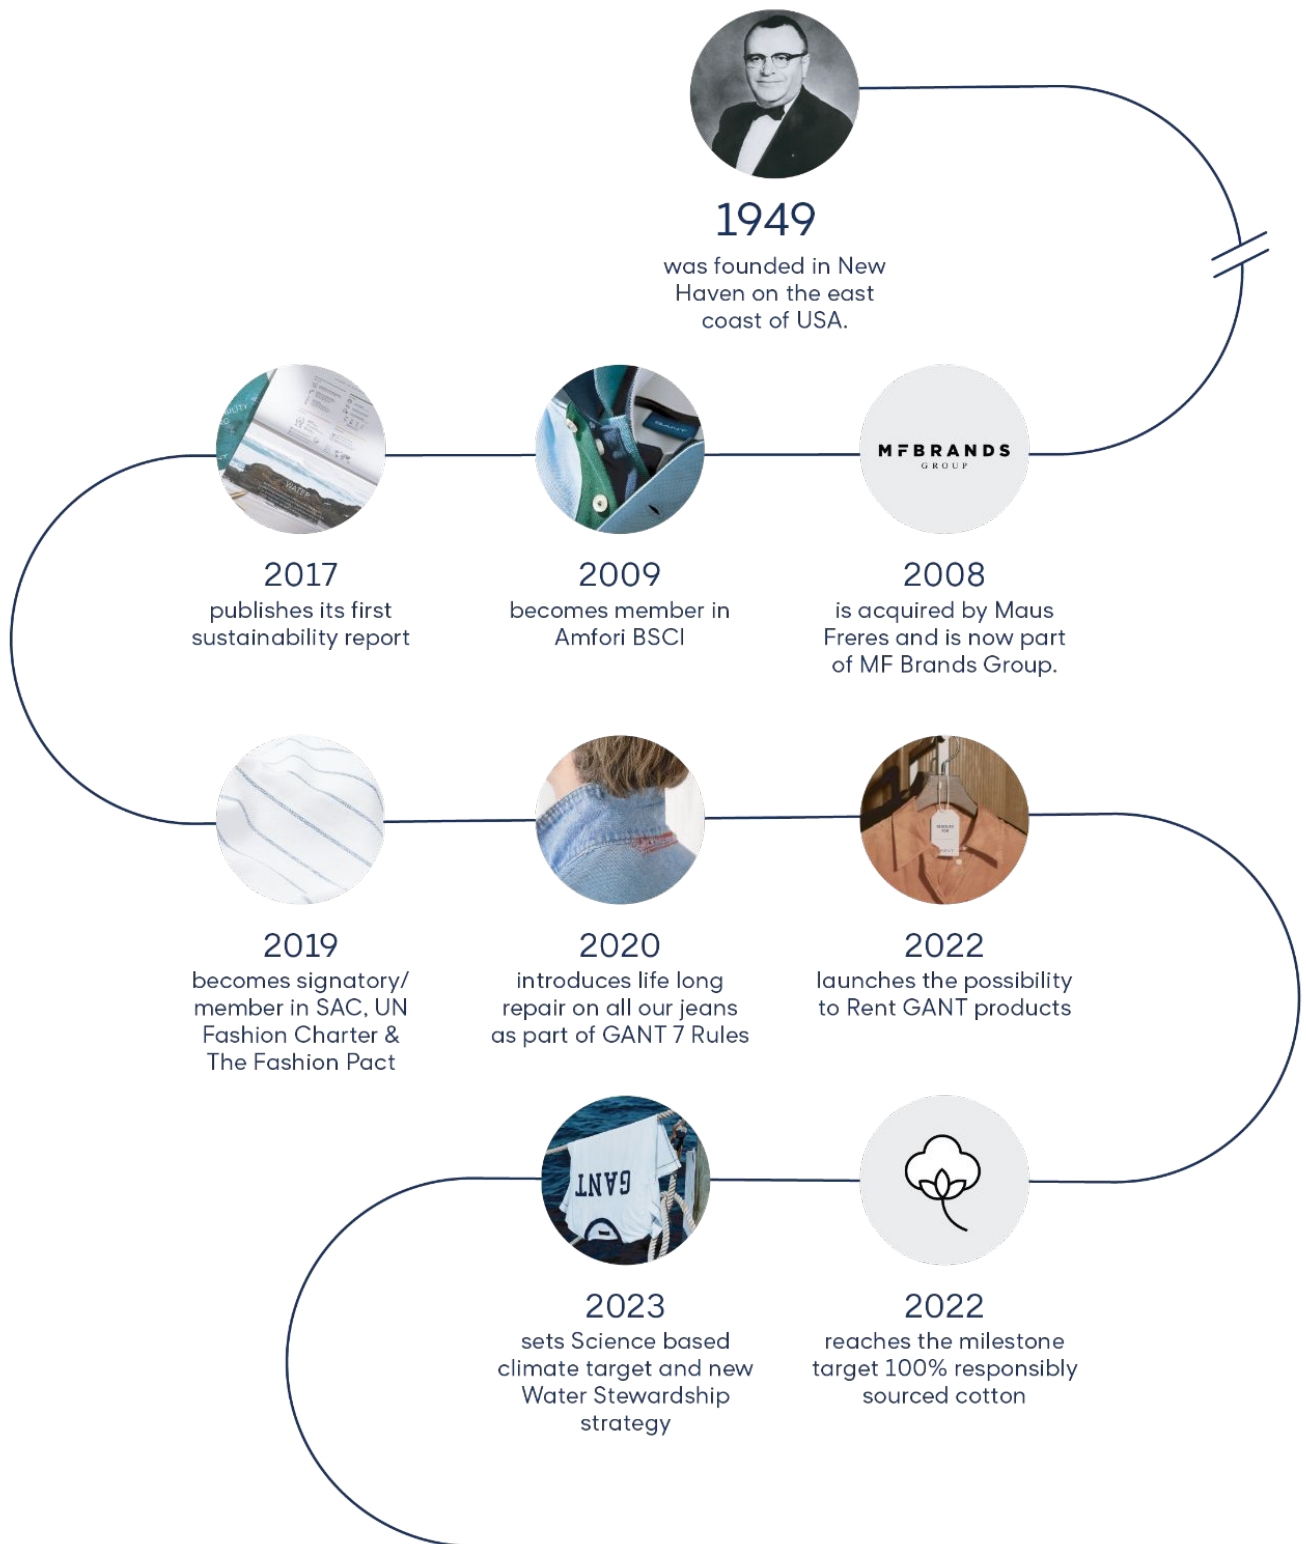 1949
was founded in New
Haven on the east
coast of USA.
MFBRANDS
GROUP
2008
is acquired by Maus
Freres and is now part
of MF Brands Group.
GANT
2009
becomes member in
Amfori BSCI
WATER
2017
publishes its first
sustainability report
2019
becomes signatory/
member in SAC, UN
Fashion Charter &
The Fashion Pact
2020
introduces life long
repair on all our jeans
as part of GANT 7 Rules
2022
launches the possibility
to Rent GANT products
2022
reaches the milestone
target 100% responsibly
sourced cotton
GANT
2023
sets Science based
climate target and new
Water Stewardship
strategy